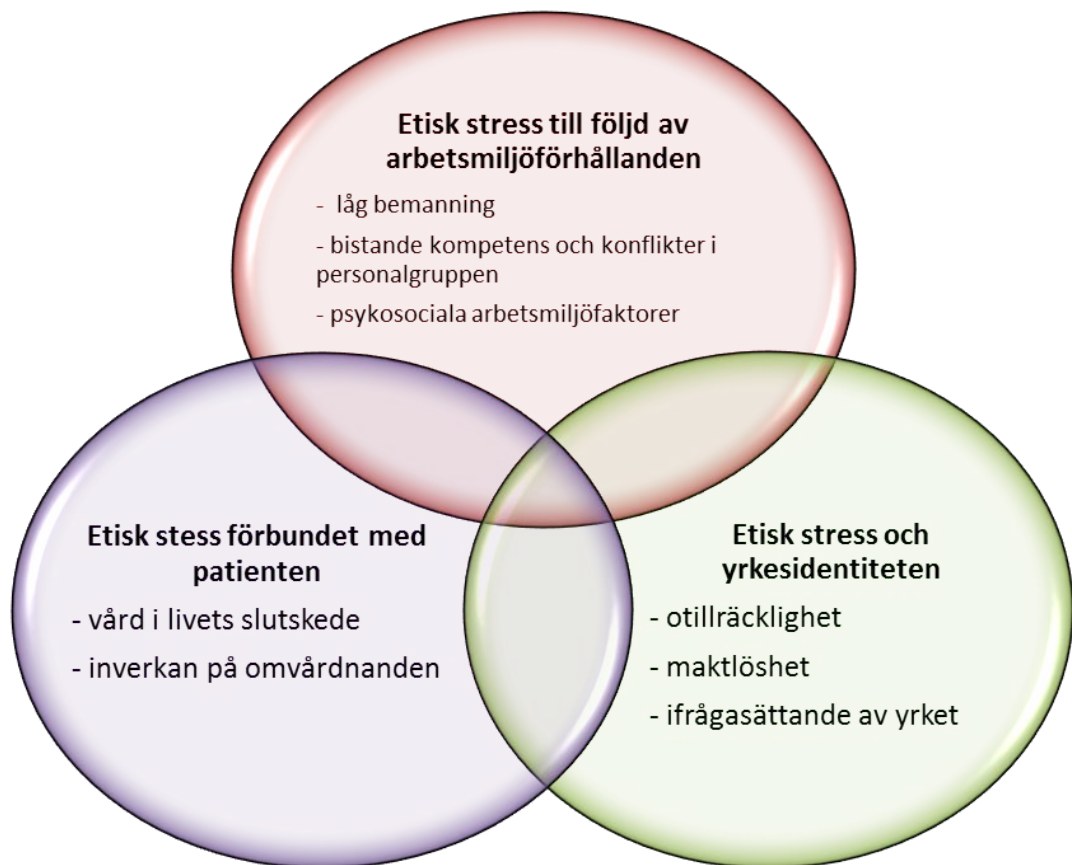 Etisk stress till följd av
arbetsmiljöförhållanden
- låg bemanning
- bistande kompetens och konflikter i
personalgruppen
- psykosociala arbetsmiljöfaktorer
Etisk stess förbundet med
patienten
- vård i livets slutskede
- inverkan på omvårdnanden
Etisk stress och
yrkesidentiteten
- otillräcklighet
- maktlöshet
- ifrågasättande av yrket